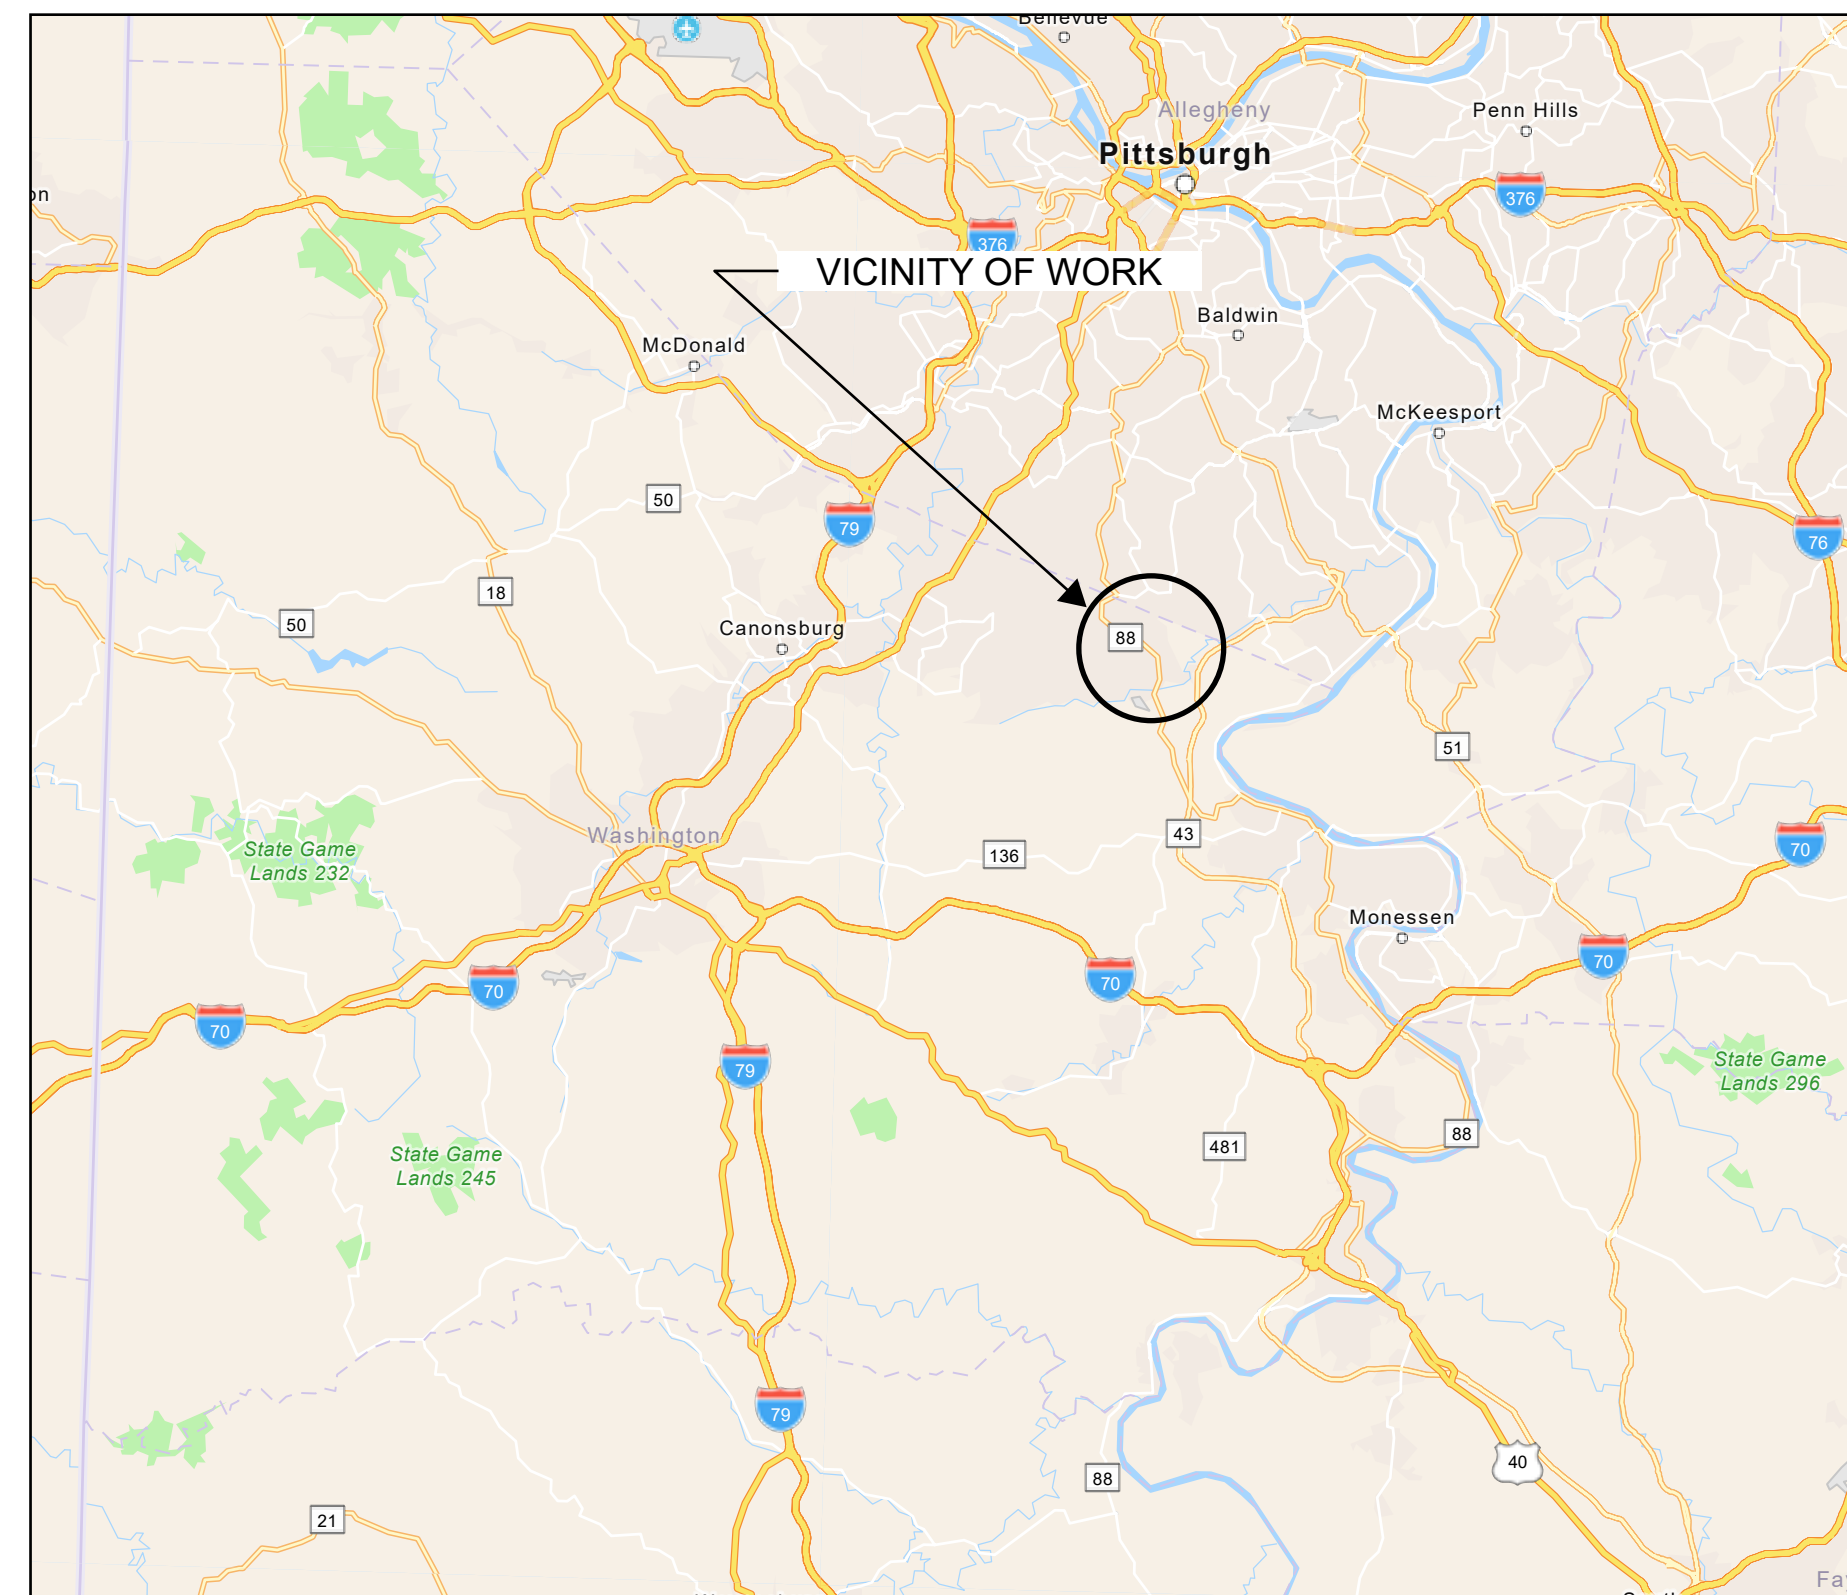 Bellevue
Allegheny
Penn Hills
Pittsburgh
376
on
376
VICINITY OF WORK
Baldwin
McDonald
McKeesport
50
79
76
18
50
Canonsburg
88
51
Washington
43
136
70
State Game
Lands 232
Monessen
70
70
70
70
79
State Game
Lands 296
88
481
State Game
Lands 245
79
40
88
21
Fa